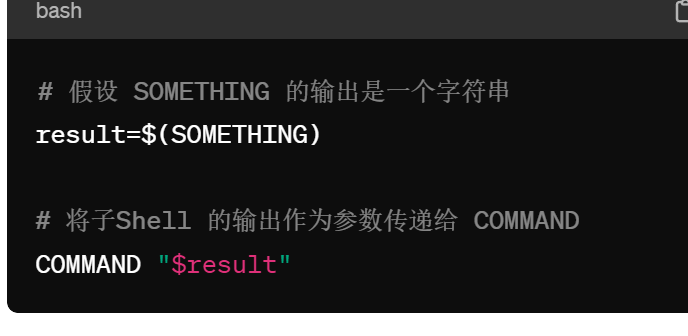 bash
# 假设 SOMETHING 的输出是一个字符串
result=$(SOMETHING)
# 将子Shell 的输出作为参数传递给 COMMAND
COMMAND "$result"